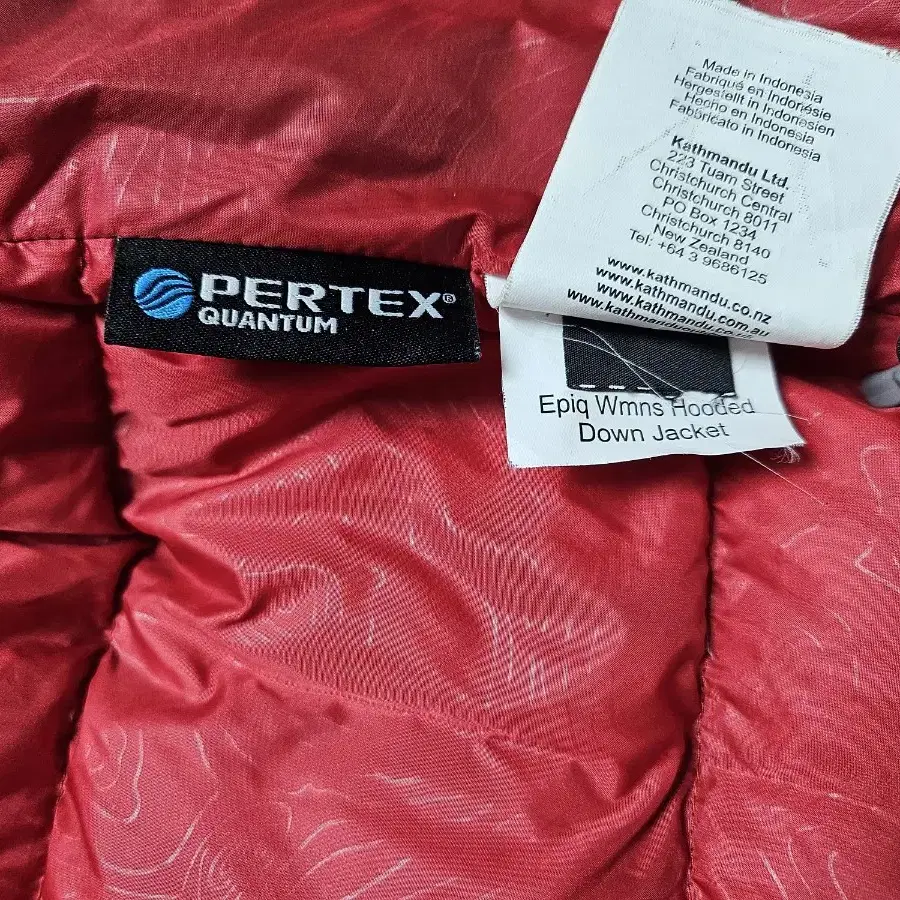 PERTEX®
QUANTUM
Made in Indonesia
Fabriqué en Indonésie
Hergestellt in Indonesien
Hecho en Indonesien
Fabbricato in Indonesia
Kathmandu Ltd.
223 Tuam Street
Christchurch Central
Christchurch 8011
PO Box 1234
Christchurch 8140
New Zealand
Tel: +64 3 9686125
www.kathmandu.co.nz
www.kathmandu.com.au
Epiq Wmns Hooded
Down Jacket